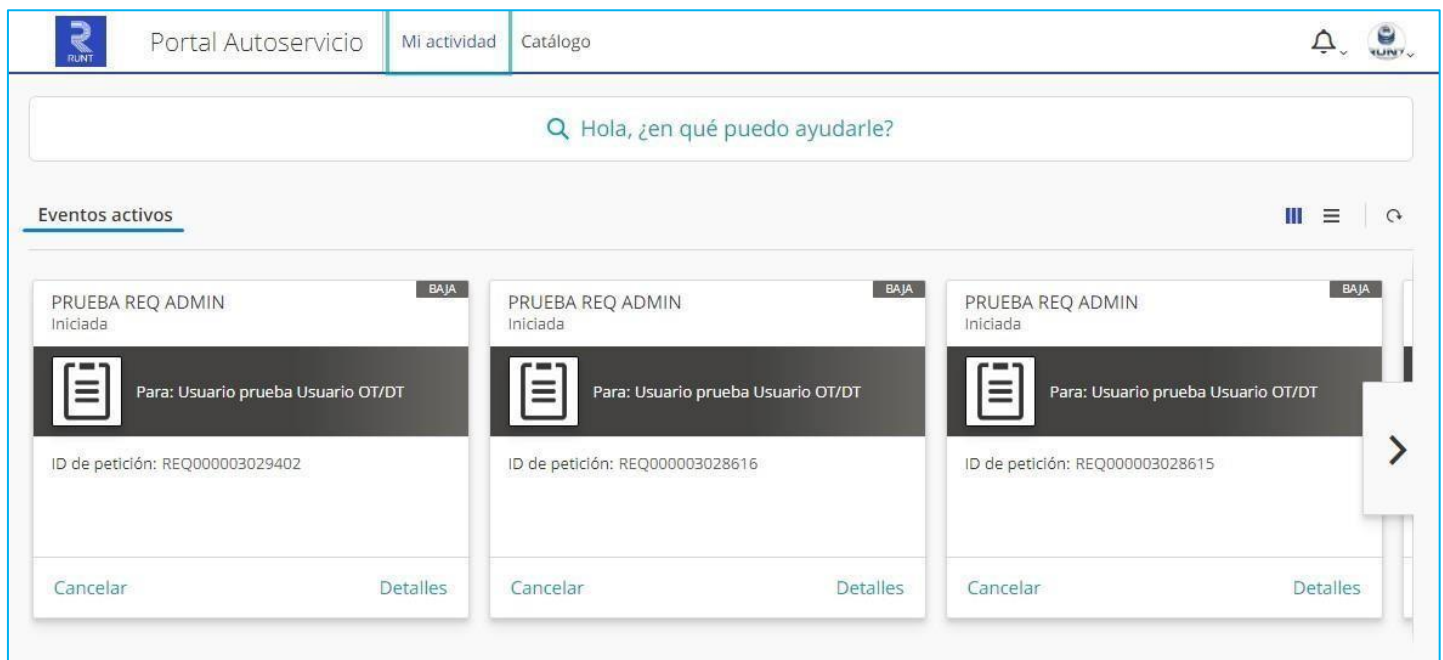 RUNT
Portal Autoservicio
Mi actividad
Catálogo
RUNT
Hola, ¿en qué puedo ayudarle?
Eventos activos
BAJA
PRUEBA REQ ADMIN
Iniciada
Para: Usuario prueba Usuario OT/DT
ID de petición: REQ000003029402
Cancelar
Detalles
BAJA
PRUEBA REQ ADMIN
Iniciada
Para: Usuario prueba Usuario OT/DT
ID de petición: REQ000003028616
Cancelar
Detalles
BAJA
PRUEBA REQ ADMIN
Iniciada
Para: Usuario prueba Usuario OT/DT
ID de petición: REQ000003028615
Cancelar
Detalles